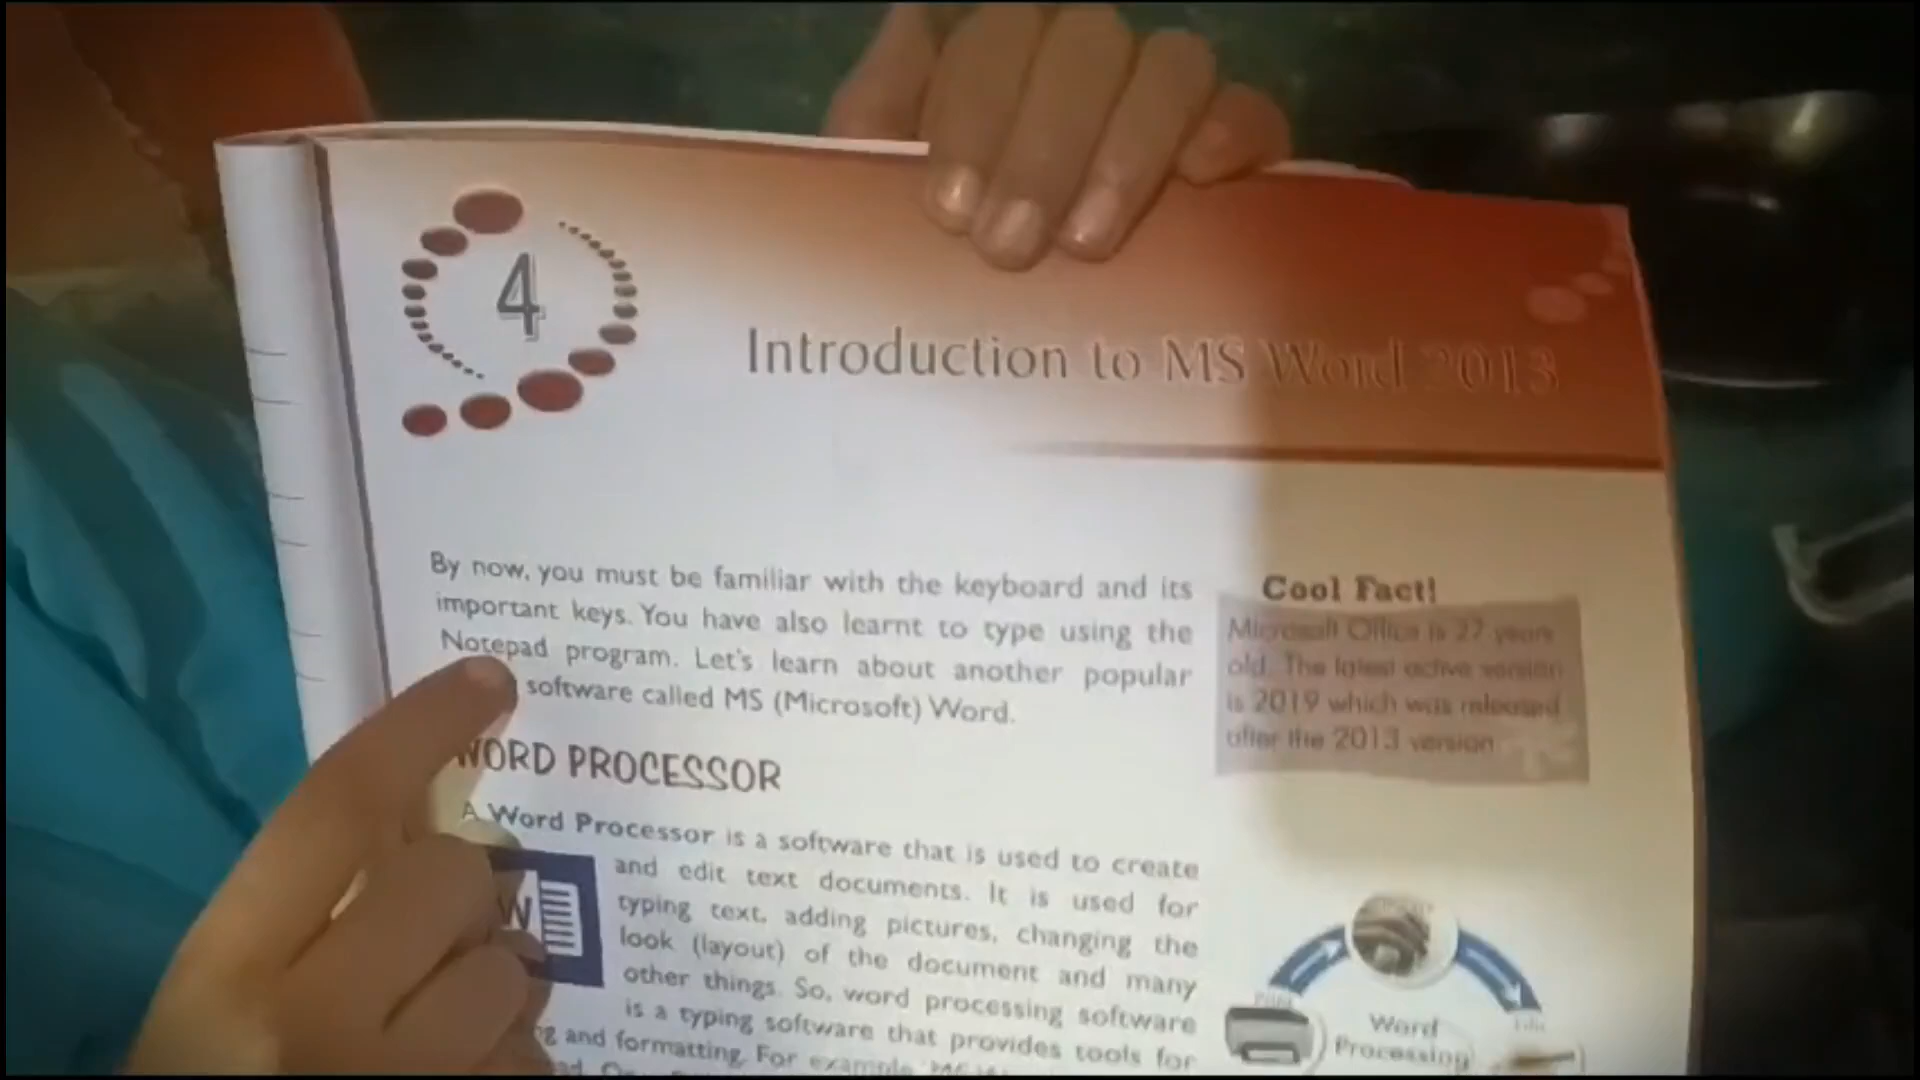 4
Introduction to MS Word 2013
By now, you must be familiar with the keyboard and its
important keys. You have also learnt to type using the
Notepad program. Let's learn about another popular
software called MS (Microsoft) Word.
Cool Fact!
Microsoft Office is 27 years
old. The latest active version
is 2019 which was released
after the 2013 version
WORD PROCESSOR
A Word Processor is a software that is used to create
and edit text documents. It is used for
typing text, adding pictures, changing the
look (layout) of the document and many
other things. So, word processing software
is a typing software that provides tools for
and formatting. For example,
W
Print
Word
Processing